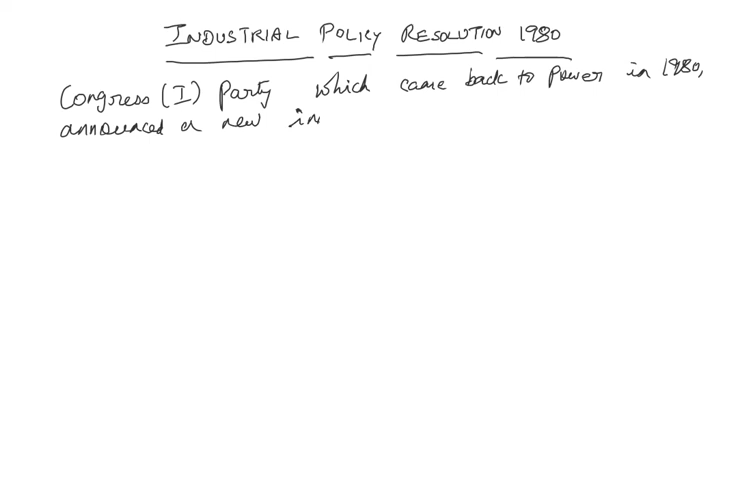 INDUSTRIAL POLICY RESOLUTION 1980
Congress (I) Party which came back to Power in 1980,
announced a new in